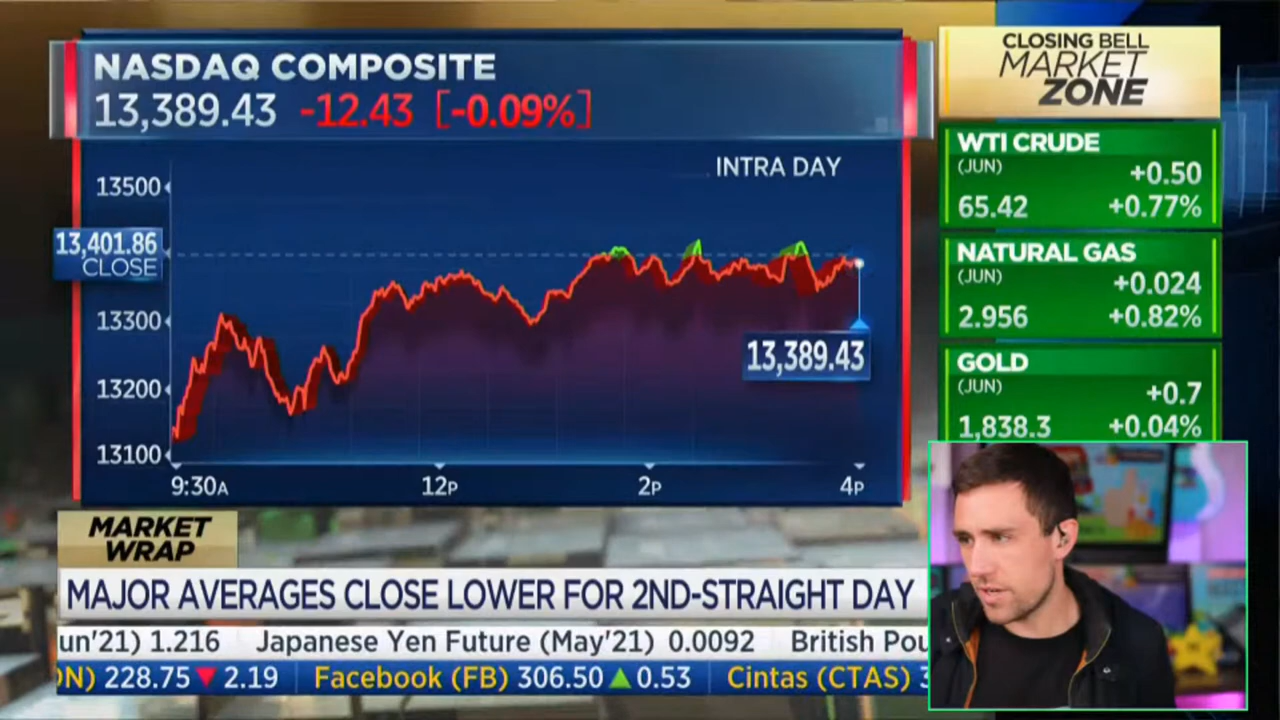 NASDAQ COMPOSITE
13,389.43 -12.43 [-0.09%]
INTRA DAY
13500
13,401.86
CLOSE
13300
13200
13100
13,389.43
9:30A 12P 2P 4P
CLOSING BELL
MARKET
ZONE
WTI CRUDE
(JUN) +0.50
65.42 +0.77%
NATURAL GAS
(JUN) +0.024
2.956 +0.82%
GOLD
(JUN) +0.7
1,838.3 +0.04%
MARKET
WRAP
MAJOR AVERAGES CLOSE LOWER FOR 2ND-STRAIGHT DAY
un'21) 1.216 Japanese Yen Future (May'21) 0.0092 British Pou
ON) 228.75 ▼ 2.19 Facebook (FB) 306.50 ▲ 0.53 Cintas (CTAS) 3